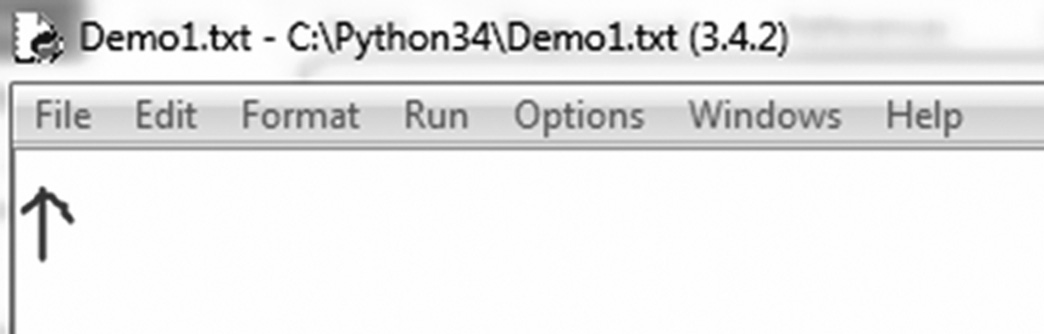 Demo1.txt - C:\Python34\Demo1.txt (3.4.2)
File Edit Format Run Options Windows Help